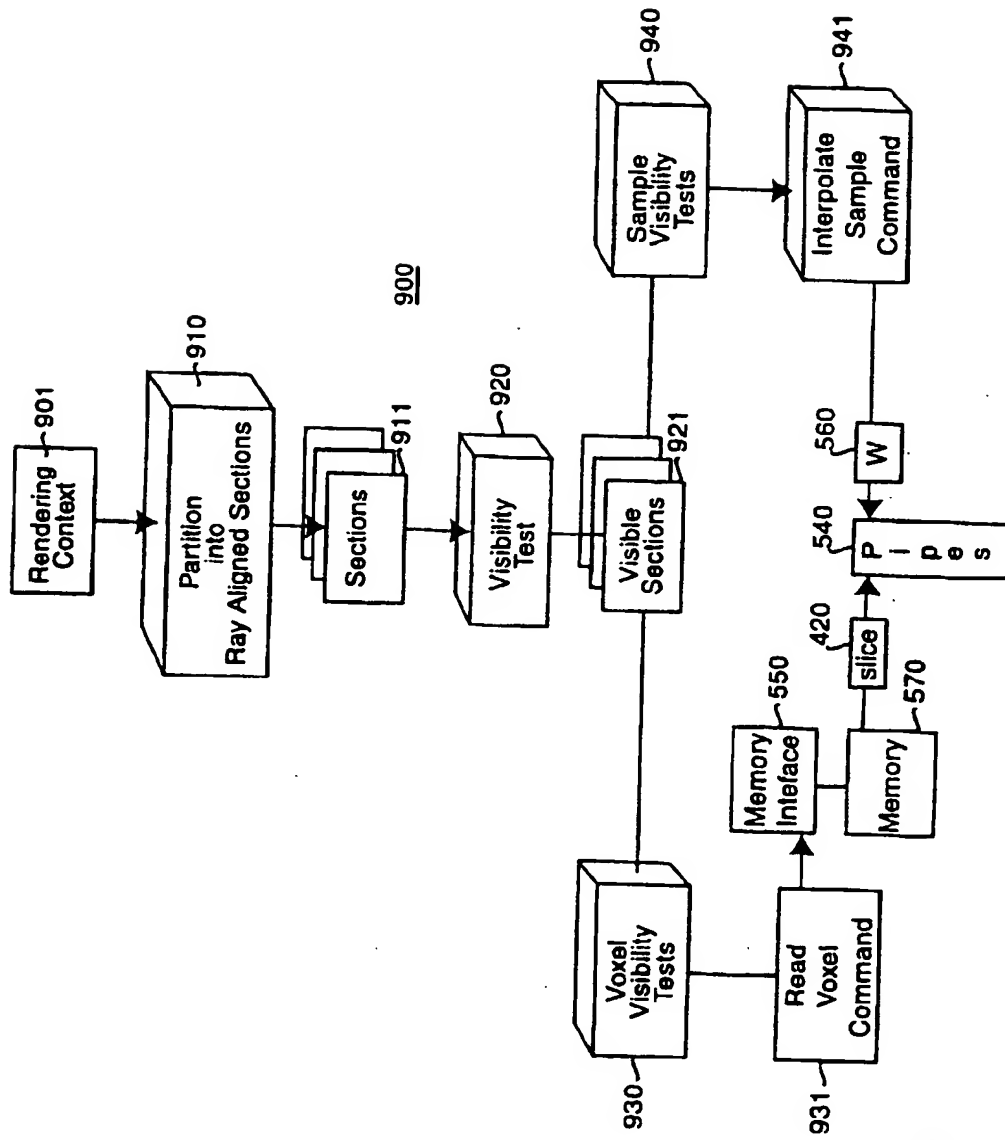 901
Rendering
Context
910
Partition
into
Ray Aligned Sections
900
911
Sections
920
Visibility
Test
921
Visible
Sections
940
Sample
Visibility
Tests
941
Interpolate
Sample
Command
560
W
540
P i p e s
420
slice
550
Memory
Inteface
570
Memory
Voxel
Visibility
Tests
930
Read
Voxel
Command
931